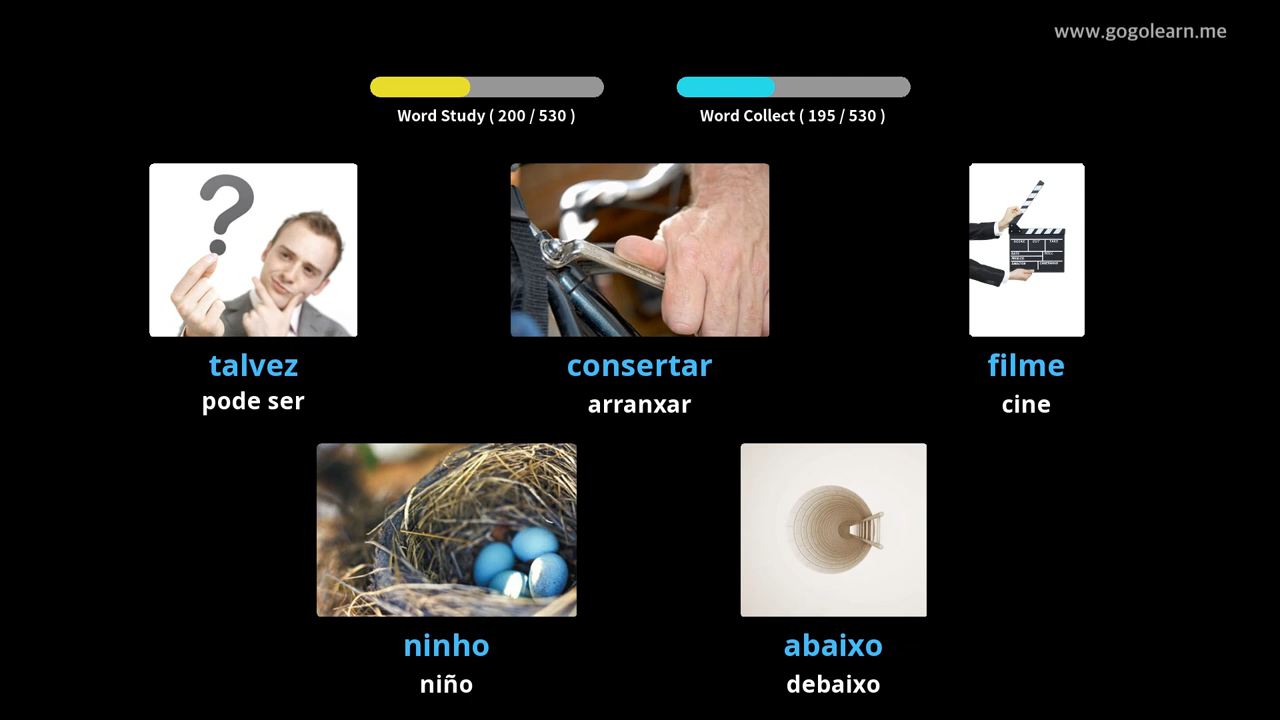 www.gogolearn.me
Word Study ( 200 / 530 )
Word Collect ( 195 / 530 )
talvez
pode ser
consertar
arranxar
filme
cine
ninho
niño
abaixo
debaixo